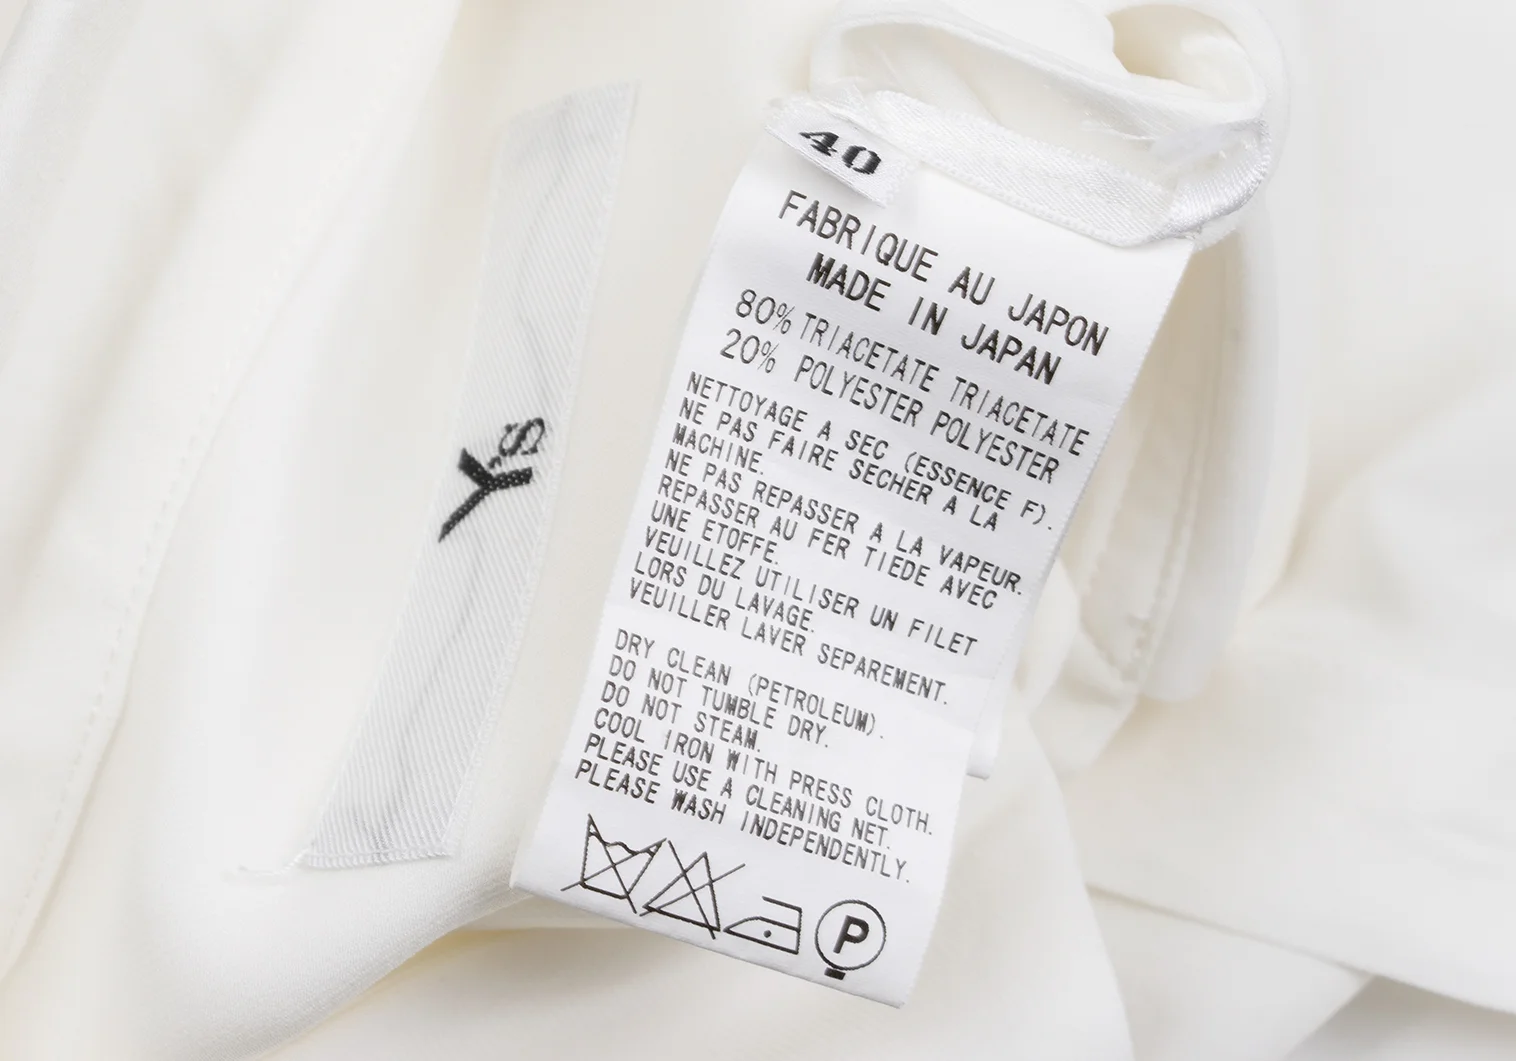 Y's
40
FABRIQUE AU JAPON
MADE IN JAPAN
80% TRIACETATE TRIACETATE
20% POLYESTER POLYESTER
NETTOYAGE A SEC (ESSENCE F).
NE PAS FAIRE SECHER A LA
MACHINE.
NE PAS REPASSER A LA VAPEUR.
REPASSER AU FER TIEDE AVEC
UNE ETOFFE.
VEUILLEZ UTILISER UN FILET
LORS DU LAVAGE.
VEUILLER LAVER SEPAREMENT.
DRY CLEAN (PETROLEUM).
DO NOT TUMBLE DRY.
DO NOT STEAM.
COOL IRON WITH PRESS CLOTH.
PLEASE USE A CLEANING NET.
PLEASE WASH INDEPENDENTLY.
P